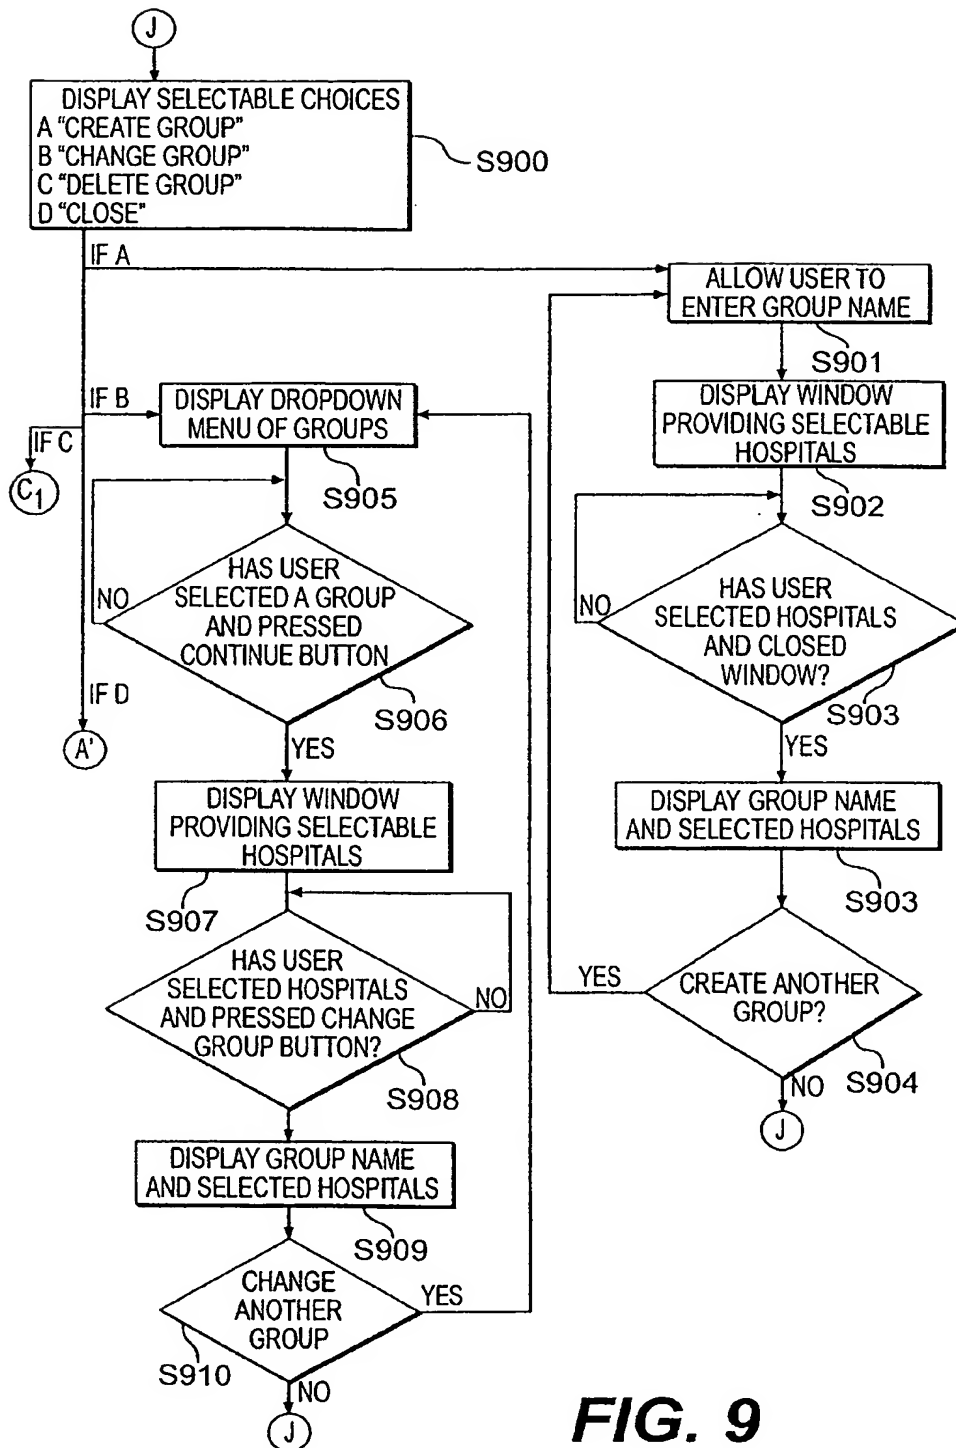 J
DISPLAY SELECTABLE CHOICES
A "CREATE GROUP"
B "CHANGE GROUP"
C "DELETE GROUP"
D "CLOSE"
S900
IF A
ALLOW USER TO
ENTER GROUP NAME
S901
DISPLAY WINDOW
PROVIDING SELECTABLE
HOSPITALS
S902
HAS USER
SELECTED HOSPITALS
AND CLOSED
WINDOW?
NO
S903
YES
DISPLAY GROUP NAME
AND SELECTED HOSPITALS
S903
CREATE ANOTHER
GROUP?
YES
S904
NO
J
IF B
DISPLAY DROPDOWN
MENU OF GROUPS
S905
IF C
C1
HAS USER
SELECTED A GROUP
AND PRESSED
CONTINUE BUTTON
NO
S906
IF D
A'
YES
DISPLAY WINDOW
PROVIDING SELECTABLE
HOSPITALS
S907
HAS USER
SELECTED HOSPITALS
AND PRESSED CHANGE
GROUP BUTTON?
NO
S908
DISPLAY GROUP NAME
AND SELECTED HOSPITALS
S909
CHANGE
ANOTHER
GROUP
YES
S910
NO
J
FIG. 9